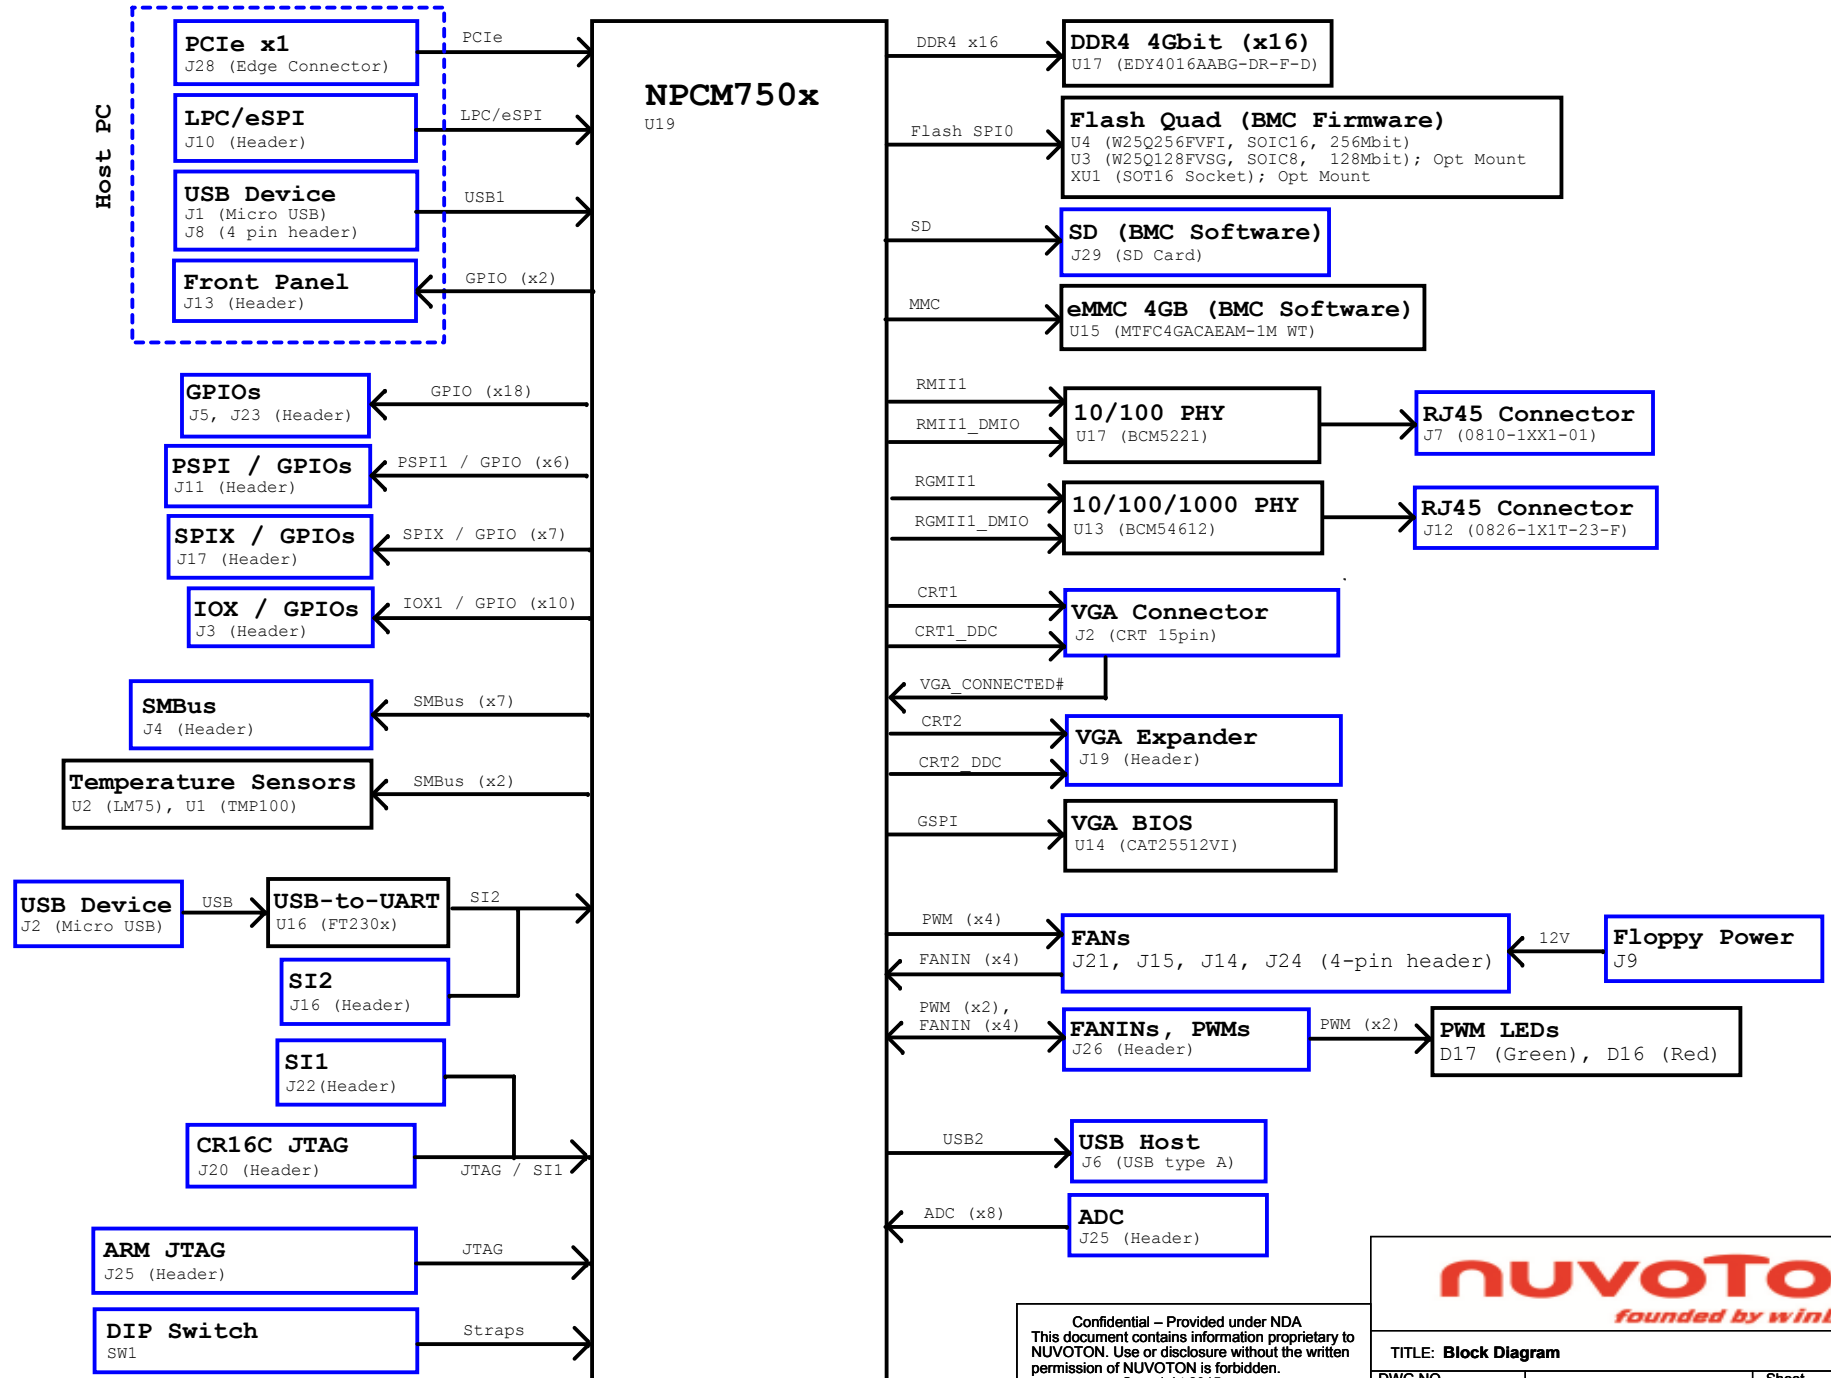 Host PC
PCIe x1
J28 (Edge Connector)
PCIe
LPC/eSPI
J10 (Header)
LPC/eSPI
USB Device
J1 (Micro USB)
J8 (4 pin header)
USB1
Front Panel
J13 (Header)
GPIO (x2)
GPIOs
J5, J23 (Header)
GPIO (x18)
PSPI / GPIOs
J11 (Header)
PSPI1 / GPIO (x6)
SPIX / GPIOs
J17 (Header)
SPIX / GPIO (x7)
IOX / GPIOs
J3 (Header)
IOX1 / GPIO (x10)
SMBus
J4 (Header)
SMBus (x7)
Temperature Sensors
U2 (LM75), U1 (TMP100)
SMBus (x2)
USB Device
J2 (Micro USB)
USB
USB-to-UART
U16 (FT230x)
SI2
SI2
J16 (Header)
SI1
J22(Header)
CR16C JTAG
J20 (Header)
JTAG / SI1
ARM JTAG
J25 (Header)
JTAG
DIP Switch
SW1
Straps
NPCM750x
U19
DDR4 x16
DDR4 4Gbit (x16)
U17 (EDY4016AABG-DR-F-D)
Flash SPI0
Flash Quad (BMC Firmware)
U4 (W25Q256FVFI, SOIC16, 256Mbit)
U3 (W25Q128FVSG, SOIC8, 128Mbit); Opt Mount
XU1 (SOT16 Socket); Opt Mount
SD
SD (BMC Software)
J29 (SD Card)
MMC
eMMC 4GB (BMC Software)
U15 (MTFC4GACAEAM-1M WT)
RMII1
RMII1_DMIO
10/100 PHY
U17 (BCM5221)
RJ45 Connector
J7 (0810-1XX1-01)
RGMII1
RGMII1_DMIO
10/100/1000 PHY
U13 (BCM54612)
RJ45 Connector
J12 (0826-1X1T-23-F)
CRT1
CRT1_DDC
VGA Connector
J2 (CRT 15pin)
VGA_CONNECTED#
CRT2
CRT2_DDC
VGA Expander
J19 (Header)
GSPI
VGA BIOS
U14 (CAT25512VI)
PWM (x4)
FANIN (x4)
FANs
J21, J15, J14, J24 (4-pin header)
12V
Floppy Power
J9
PWM (x2),
FANIN (x4)
FANINs, PWMs
J26 (Header)
PWM (x2)
PWM LEDs
D17 (Green), D16 (Red)
USB2
USB Host
J6 (USB type A)
ADC (x8)
ADC
J25 (Header)
Confidential – Provided under NDA
This document contains information proprietary to
NUVOTON. Use or disclosure without the written
permission of NUVOTON is forbidden.
nuvoTo
founded by win
TITLE: Block Diagram